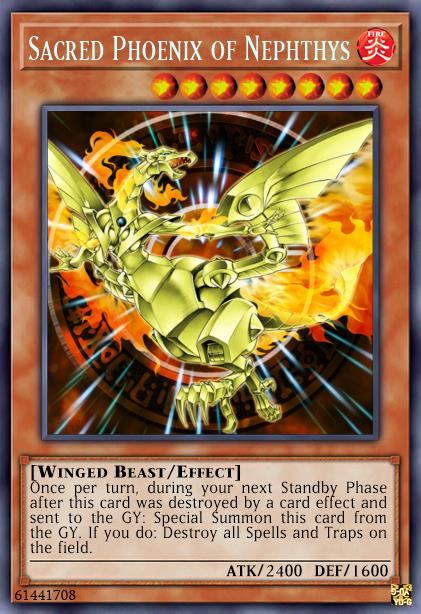 SACRED PHOENIX OF NEPHTHYS
FIRE
炎
[WINGED BEAST/EFFECT]
Once per turn, during your next Standby Phase
after this card was destroyed by a card effect and
sent to the GY: Special Summon this card from
the GY. If you do: Destroy all Spells and Traps on
the field.
ATK/2400 DEF/1600
61441708